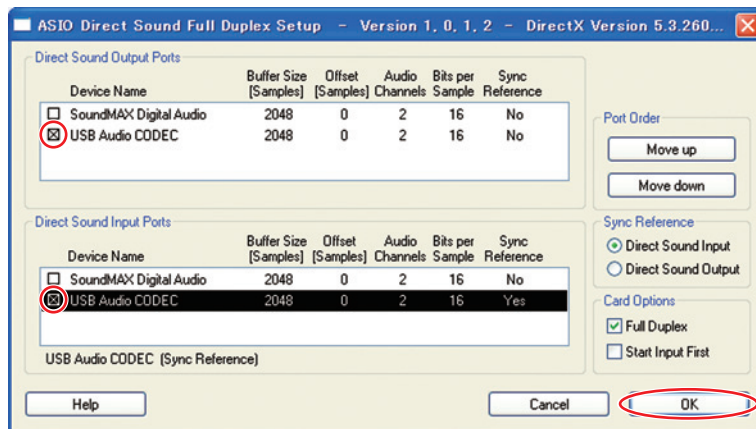 ASIO Direct Sound Full Duplex Setup - Version 1, 0, 1, 2 - DirectX Version 5.3.260...
Direct Sound Output Ports
Device Name Buffer Size [Samples] Offset [Samples] Audio Channels Bits per Sample Sync Reference
SoundMAX Digital Audio 2048 0 2 16 No
USB Audio CODEC 2048 0 2 16 No
Port Order
Move up
Move down
Direct Sound Input Ports
Device Name Buffer Size [Samples] Offset [Samples] Audio Channels Bits per Sample Sync Reference
SoundMAX Digital Audio 2048 0 2 16 No
USB Audio CODEC 2048 0 2 16 Yes
USB Audio CODEC (Sync Reference)
Sync Reference
Direct Sound Input
Direct Sound Output
Card Options
Full Duplex
Start Input First
Help
Cancel
OK